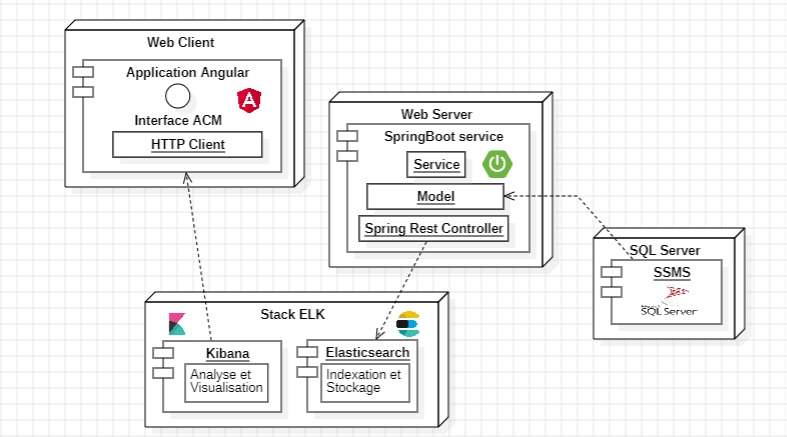 Web Client
Application Angular
Interface ACM
HTTP Client
Web Server
SpringBoot service
Service
Model
Spring Rest Controller
SQL Server
SSMS
SQL Server
Stack ELK
Kibana
Analyse et
Visualisation
Elasticsearch
Indexation et
Stockage